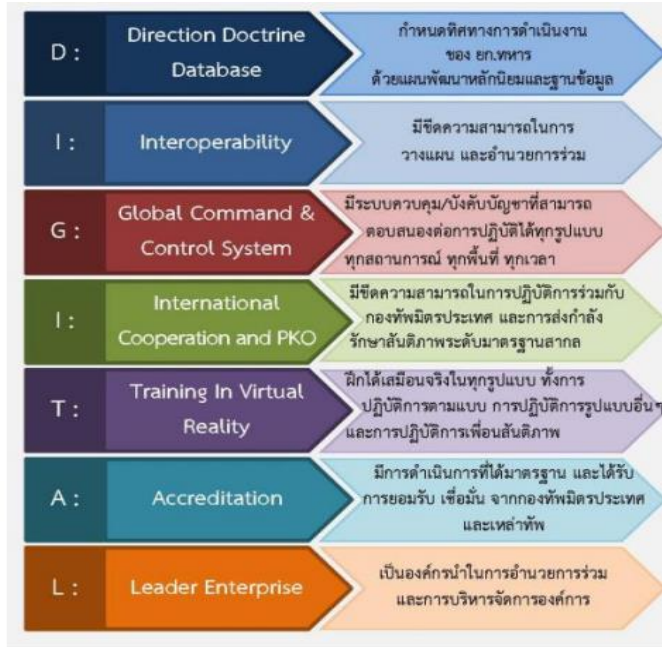 D :
Direction Doctrine
Database
กำหนดทิศทางการดำเนินงาน
ของ ยก.ทหาร
ด้วยแผนพัฒนาหลักนิยมและฐานข้อมูล
I :
Interoperability
มีขีดความสามารถในการ
วางแผน และอำนวยการร่วม
G :
Global Command &
Control System
มีระบบควบคุม/บังคับบัญชาที่สามารถ
ตอบสนองต่อการปฏิบัติได้ทุกรูปแบบ
ทุกสถานการณ์ ทุกพื้นที่ ทุกเวลา
I :
International
Cooperation and PKO
มีขีดความสามารถในการปฏิบัติการร่วมกับ
กองทัพมิตรประเทศ และการส่งกำลัง
รักษาสันติภาพระดับมาตรฐานสากล
T :
Training In Virtual
Reality
ฝึกได้เสมือนจริงในทุกรูปแบบ ทั้งการ
ปฏิบัติการตามแบบ การปฏิบัติการรูปแบบอื่นๆ
และการปฏิบัติการเพื่อนสันติภาพ
A :
Accreditation
มีการดำเนินการที่ได้มาตรฐาน และได้รับ
การยอมรับ เชื่อมั่น จากกองทัพมิตรประเทศ
และเหล่าทัพ
L :
Leader Enterprise
เป็นองค์กรนำในการอำนวยการร่วม
และการบริหารจัดการองค์การ